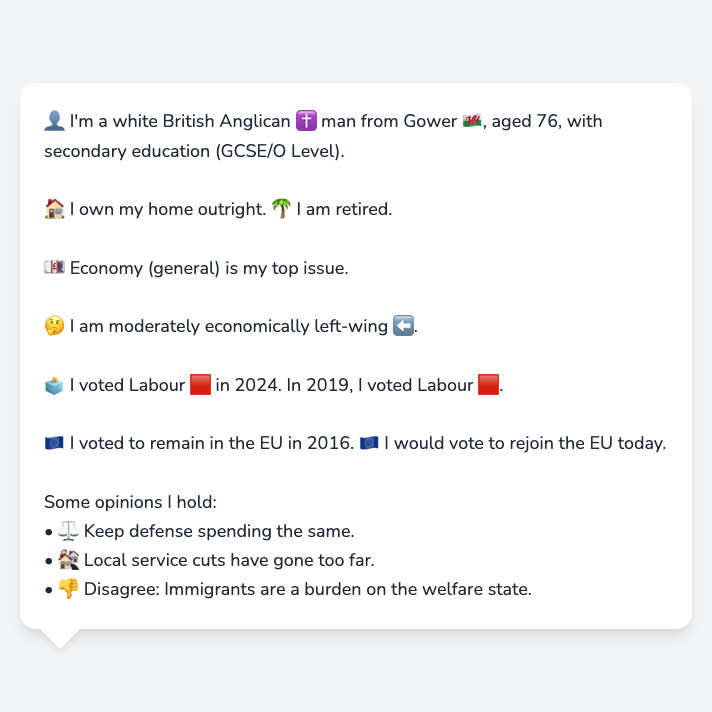 👤 I'm a white British Anglican ✝️ man from Gower 🏴󠁧󠁢󠁷󠁬󠁳󠁿, aged 76, with
secondary education (GCSE/O Level).
🏠 I own my home outright. 🌴 I am retired.
💷 Economy (general) is my top issue.
🤔 I am moderately economically left-wing ⬅️.
🗳️ I voted Labour 🟥 in 2024. In 2019, I voted Labour 🟥.
🇪🇺 I voted to remain in the EU in 2016. 🇪🇺 I would vote to rejoin the EU today.
Some opinions I hold:
• ⚖️ Keep defense spending the same.
• 🏚️ Local service cuts have gone too far.
• 👎 Disagree: Immigrants are a burden on the welfare state.